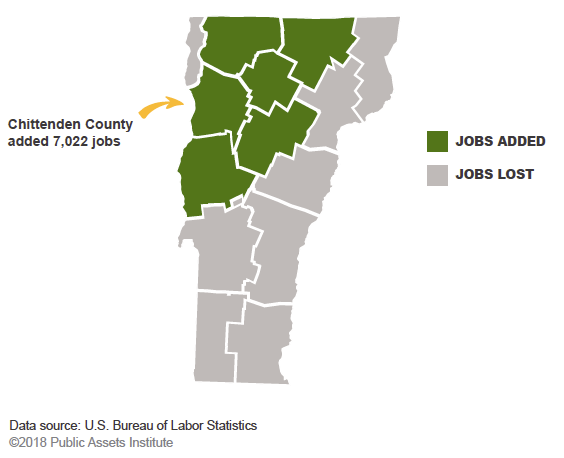 Chittenden County
added 7,022 jobs
JOBS ADDED
JOBS LOST
Data source: U.S. Bureau of Labor Statistics
©2018 Public Assets Institute